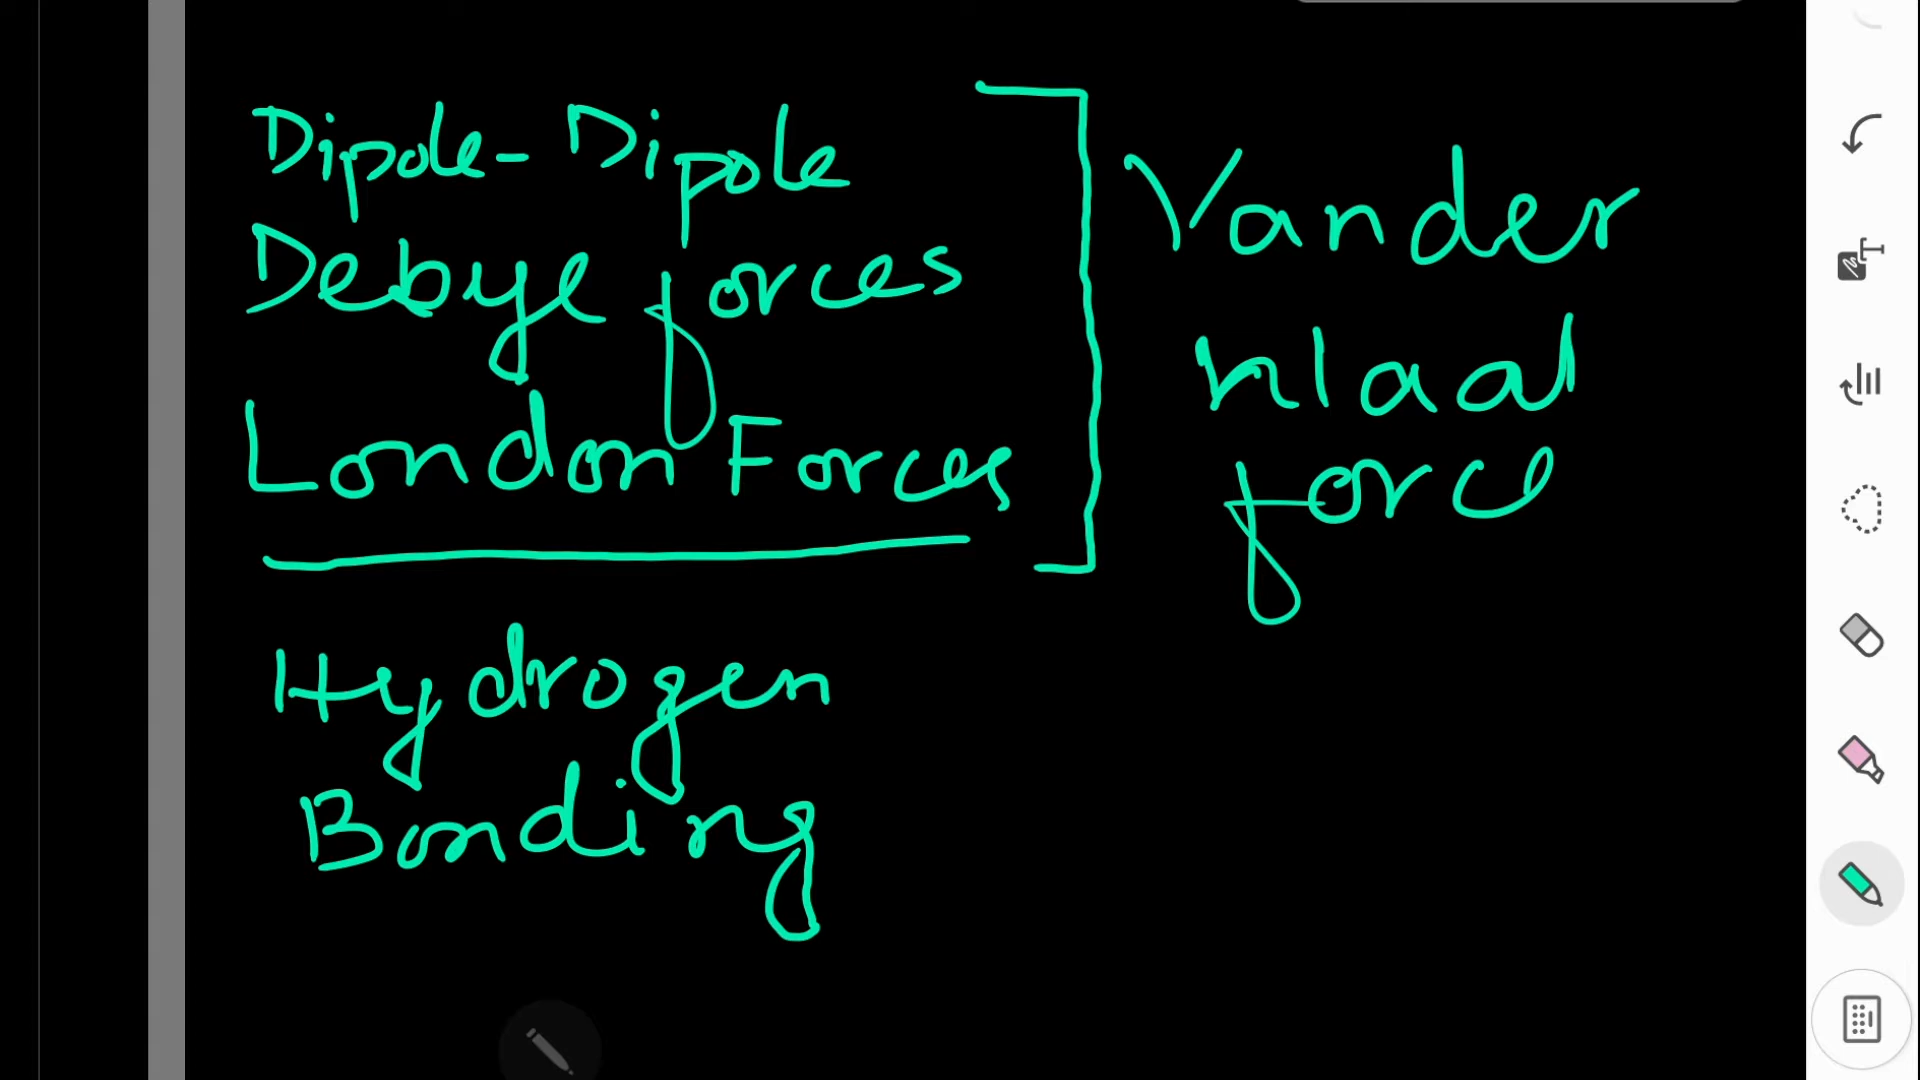 Dipole-Dipole
Debye forces
London Forces
Vander
Waal
force
Hydrogen
Bonding